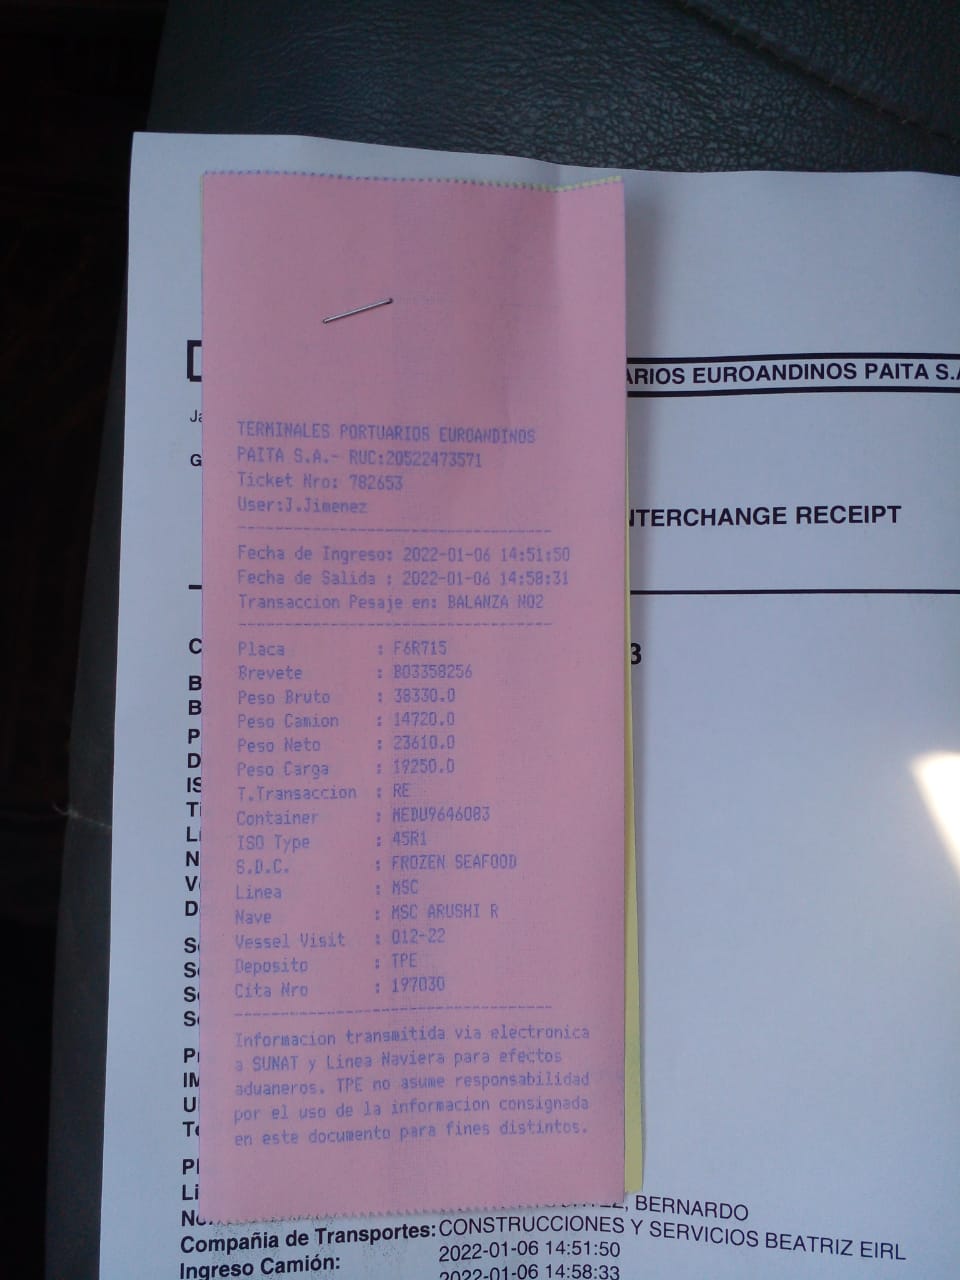 TERMINALES PORTUARIOS EUROANDINOS
PAITA S.A.- RUC:20522473571
Ticket Nro: 782653
User:J.Jimenez
Fecha de Ingreso: 2022-01-06 14:51:50
Fecha de Salida : 2022-01-06 14:58:31
Transaccion Pesaje en: BALANZA NO2
Placa : F6R715
Brevete : B03358256
Peso Bruto : 38330.0
Peso Camion : 14720.0
Peso Neto : 23610.0
Peso Carga : 19250.0
T.Transaccion : RE
Container : MEDU9646083
ISO Type : 45R1
S.D.C. : FROZEN SEAFOOD
Linea : MSC
Nave : MSC ARUSHI R
Vessel Visit : 012-22
Deposito : TPE
Cita Nro : 197030
Informacion transmitida via electronica
a SUNAT y Linea Naviera para efectos
aduaneros. TPE no asume responsabilidad
por el uso de la informacion consignada
en este documento para fines distintos.
EUROANDINOS PAITA S.A
RECEIPT
3
BERNARDO
Compañia de Transportes: CONSTRUCCIONES Y SERVICIOS BEATRIZ EIRL
Ingreso Camión: 2022-01-06 14:51:50
2022-01-06 14:58:33